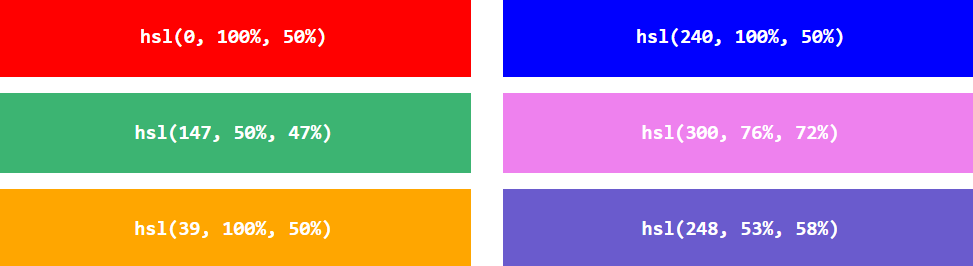 hsl(0, 100%, 50%)
hsl(240, 100%, 50%)
hsl(147, 50%, 47%)
hsl(300, 76%, 72%)
hsl(39, 100%, 50%)
hsl(248, 53%, 58%)